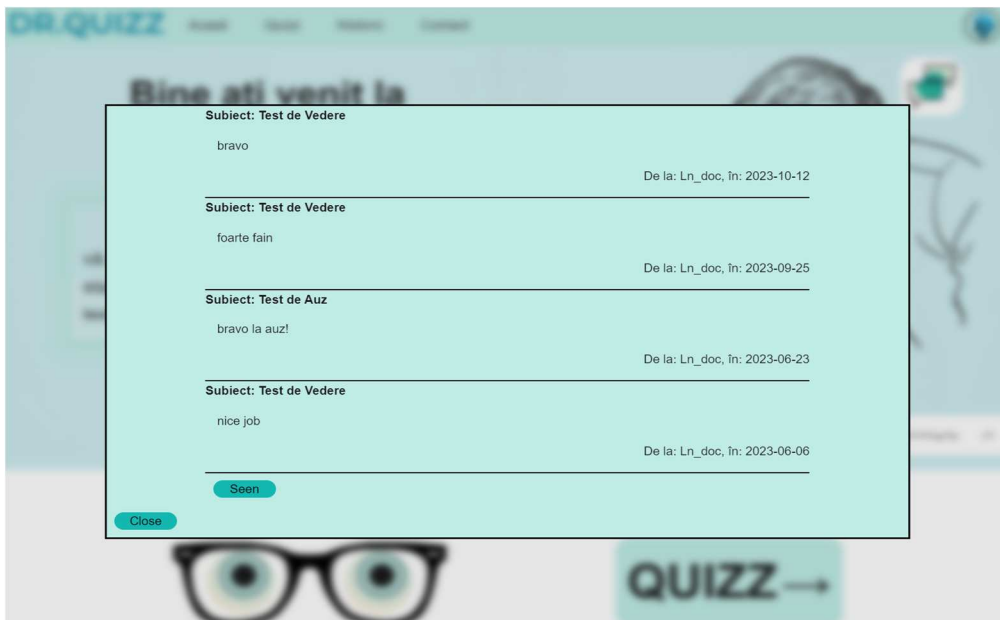 DR.QUIZZ
Contact
Bine ati venit la
Subiect: Test de Vedere
bravo
De la: Ln_doc, în: 2023-10-12
Subiect: Test de Vedere
foarte fain
De la: Ln_doc, în: 2023-09-25
Subiect: Test de Auz
bravo la auz!
De la: Ln_doc, în: 2023-06-23
Subiect: Test de Vedere
nice job
De la: Ln_doc, în: 2023-06-06
Seen
Close
QUIZZ→